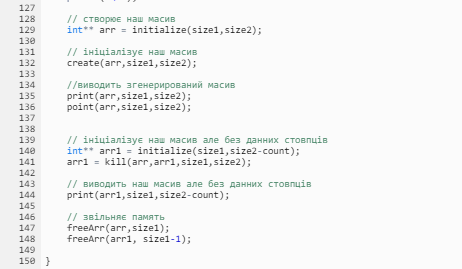 127
128 // створює наш масив
129 int** arr = initialize(size1,size2);
130
131 // ініціалізує наш масив
132 create(arr,size1,size2);
133
134 //виводить згенерирований масив
135 print(arr,size1,size2);
136 point(arr,size1,size2);
137
138
139 // ініціалізує наш масив але без данних стовпців
140 int** arr1 = initialize(size1,size2-count);
141 arr1 = kill(arr,arr1,size1,size2);
142
143 // виводить наш масив але без данних стовпців
144 print(arr1,size1,size2-count);
145
146 // звільняє память
147 freeArr(arr,size1);
148 freeArr(arr1, size1-1);
149
150 }